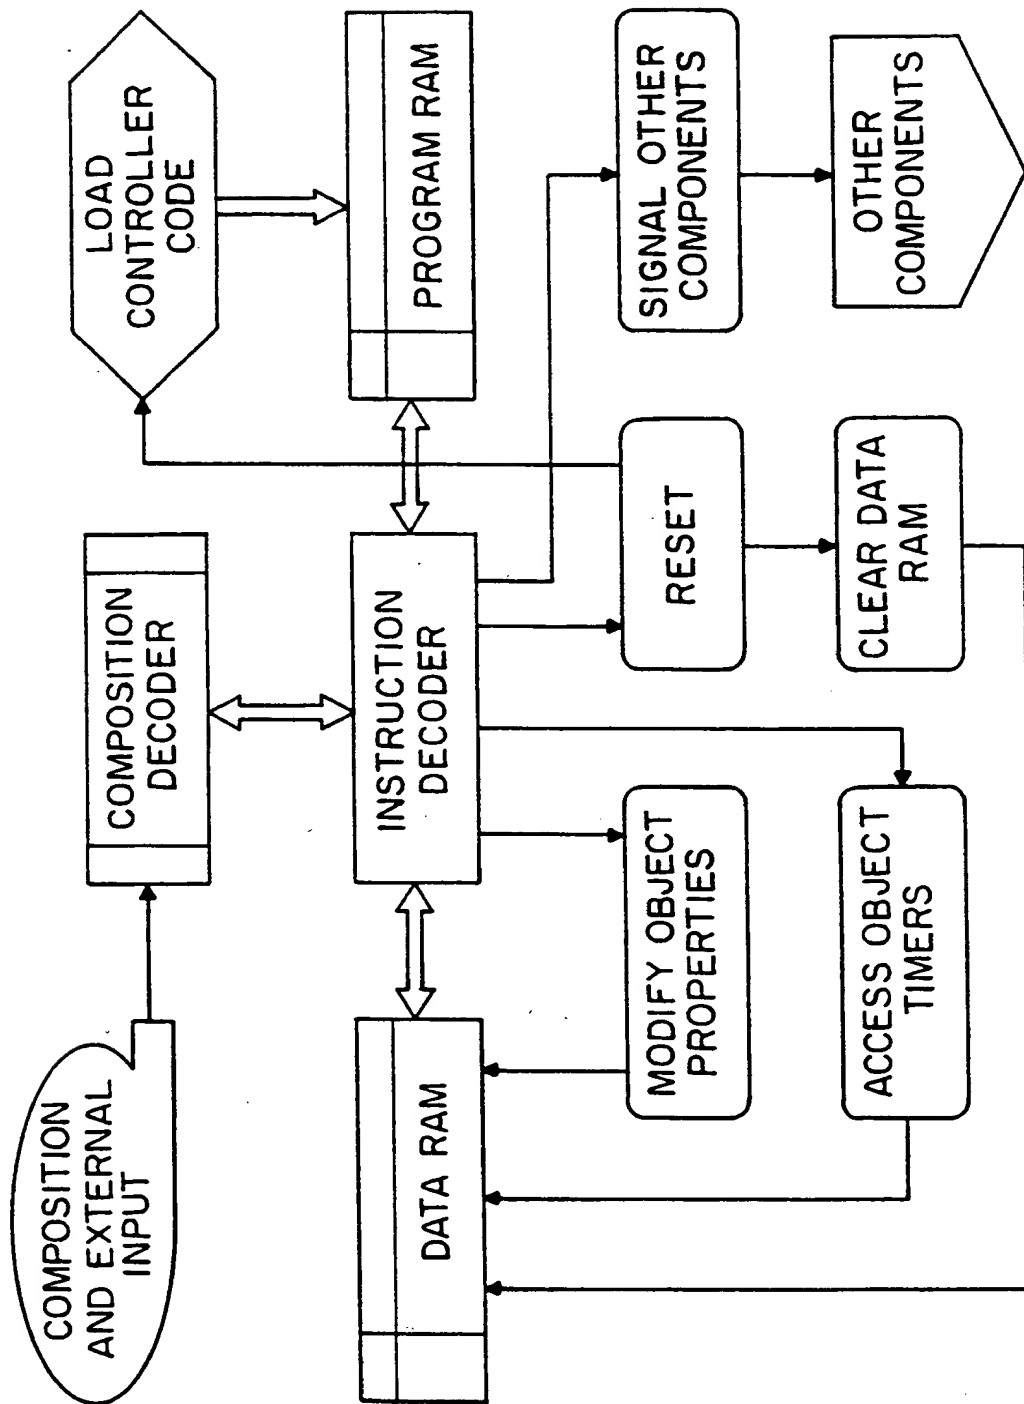 COMPOSITION
AND EXTERNAL
INPUT
COMPOSITION
DECODER
LOAD
CONTROLLER
CODE
DATA RAM
INSTRUCTION
DECODER
PROGRAM RAM
MODIFY OBJECT
PROPERTIES
RESET
SIGNAL OTHER
COMPONENTS
ACCESS OBJECT
TIMERS
CLEAR DATA
RAM
OTHER
COMPONENTS